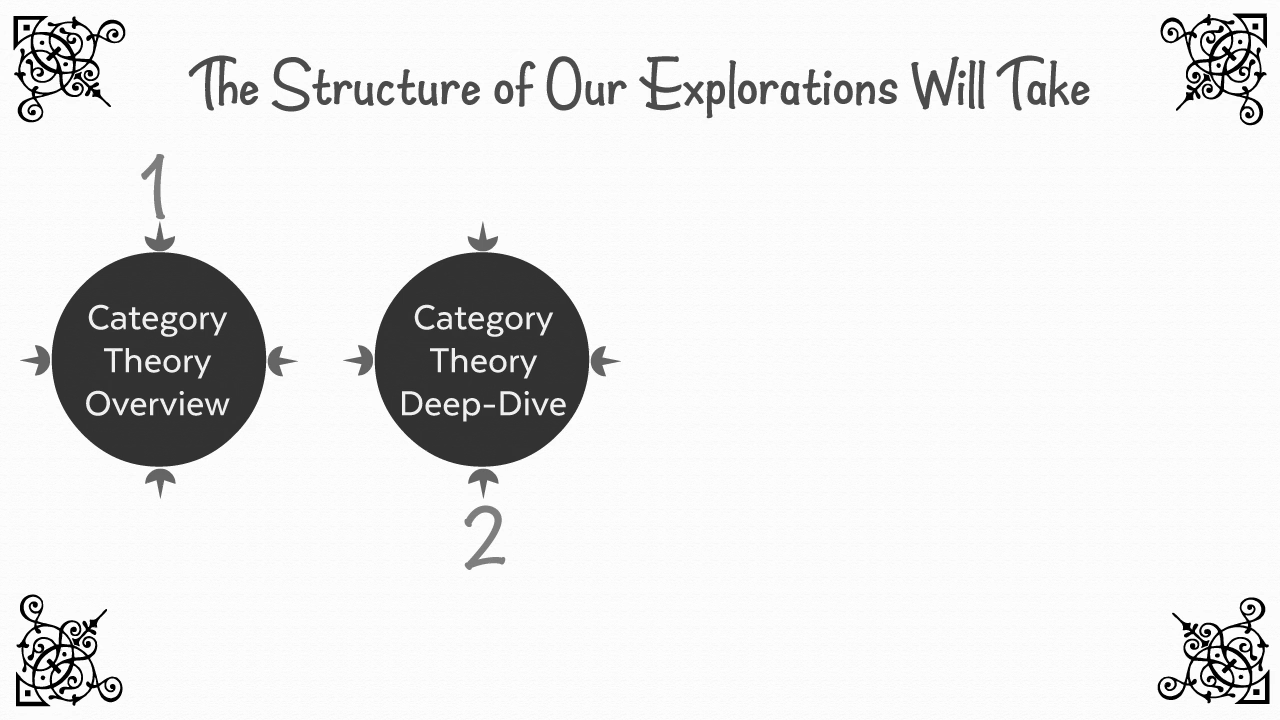 The Structure of Our Explorations Will Take
1
Category
Theory
Overview
Category
Theory
Deep-Dive
2